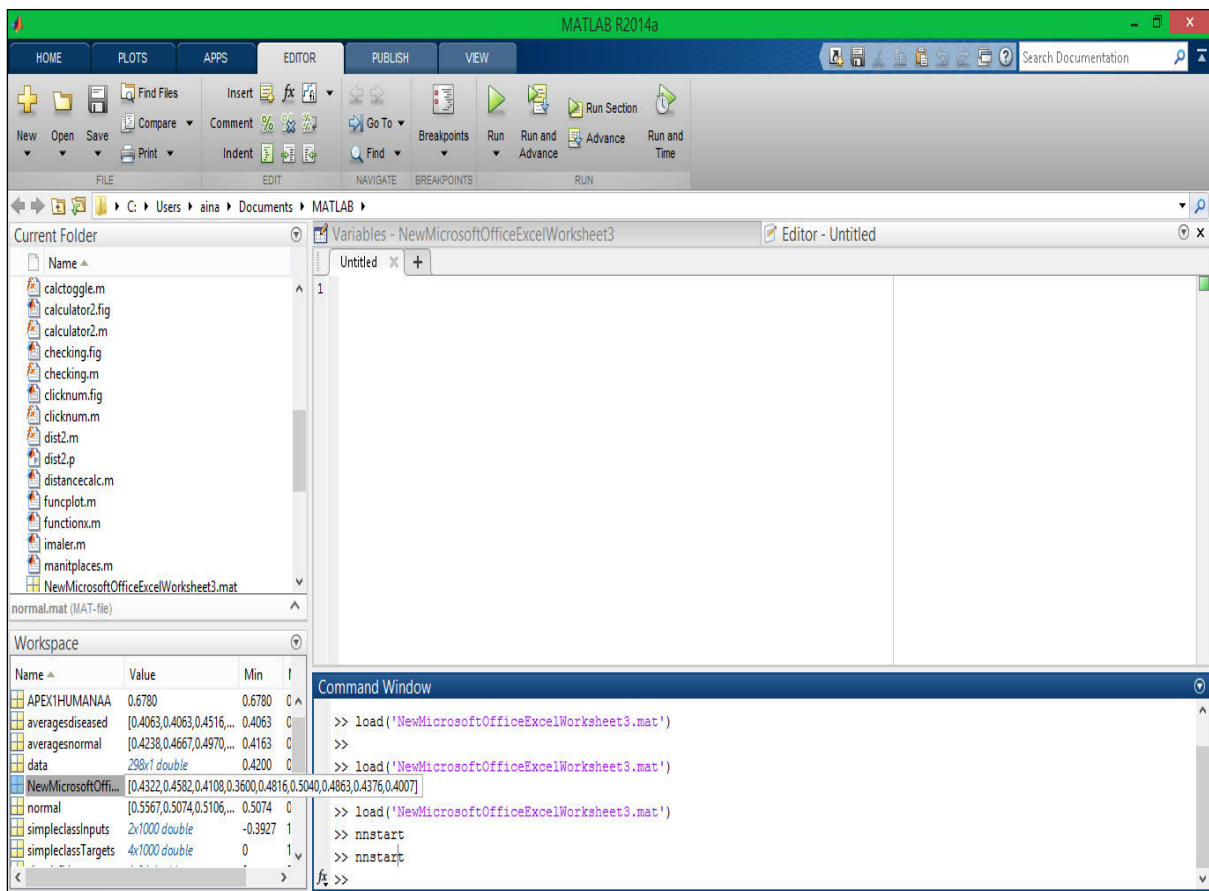 MATLAB R2014a
HOME PLOTS APPS EDITOR PUBLISH VIEW
Search Documentation
New Open Save
Find Files
Compare
Print
Insert fx
Comment
Indent
Go To
Find
Breakpoints
Run
Run and Advance
Run Section
Advance
Run and Time
FILE EDIT NAVIGATE BREAKPOINTS RUN
C: Users aina Documents MATLAB
Current Folder
Name
calctoggle.m
calculator2.fig
calculator2.m
checking.fig
checking.m
clicknum.fig
clicknum.m
dist2.m
dist2.p
distancecalc.m
funcplot.m
functionx.m
imaler.m
manitplaces.m
NewMicrosoftOfficeExcelWorksheet3.mat
normal.mat (MAT-file)
Workspace
Name Value Min
APEX1HUMANAA 0.6780 0.6780
averagesdiseased [0.4063,0.4063,0.4516,... 0.4063
averagesnormal [0.4238,0.4667,0.4970,... 0.4163
data 298x1 double 0.4200
NewMicrosoftOffi... [0.4322,0.4582,0.4108,0.3600,0.4816,0.5040,0.4863,0.4376,0.4007]
normal [0.5567,0.5074,0.5106,... 0.5074
simpleclassInputs 2x1000 double -0.3927 1
simpleclassTargets 4x1000 double 0 1
Variables - NewMicrosoftOfficeExcelWorksheet3
Editor - Untitled
Untitled
1
Command Window
>> load('NewMicrosoftOfficeExcelWorksheet3.mat')
>>
>> load('NewMicrosoftOfficeExcelWorksheet3.mat')
>> load('NewMicrosoftOfficeExcelWorksheet3.mat')
>> nnstart
>> nnstart
fx >>